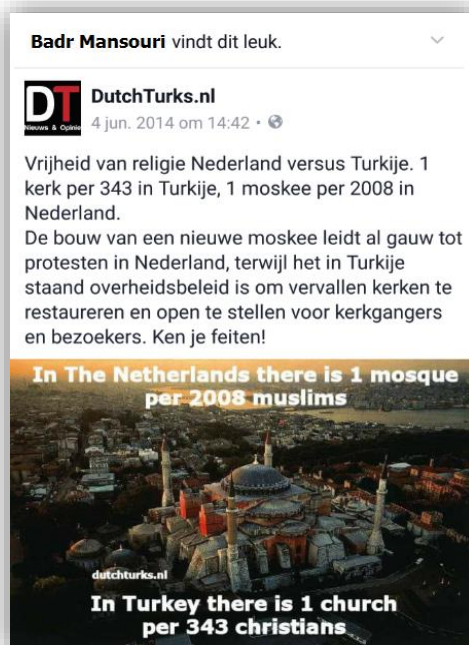 Badr Mansouri vindt dit leuk.
DT
Nieuws & Opinie
DutchTurks.nl
4 jun. 2014 om 14:42 •
Vrijheid van religie Nederland versus Turkije. 1
kerk per 343 in Turkije, 1 moskee per 2008 in
Nederland.
De bouw van een nieuwe moskee leidt al gauw tot
protesten in Nederland, terwijl het in Turkije
staand overheidsbeleid is om vervallen kerken te
restaureren en open te stellen voor kerkgangers
en bezoekers. Ken je feiten!
In The Netherlands there is 1 mosque
per 2008 muslims
dutchturks.nl
In Turkey there is 1 church
per 343 christians